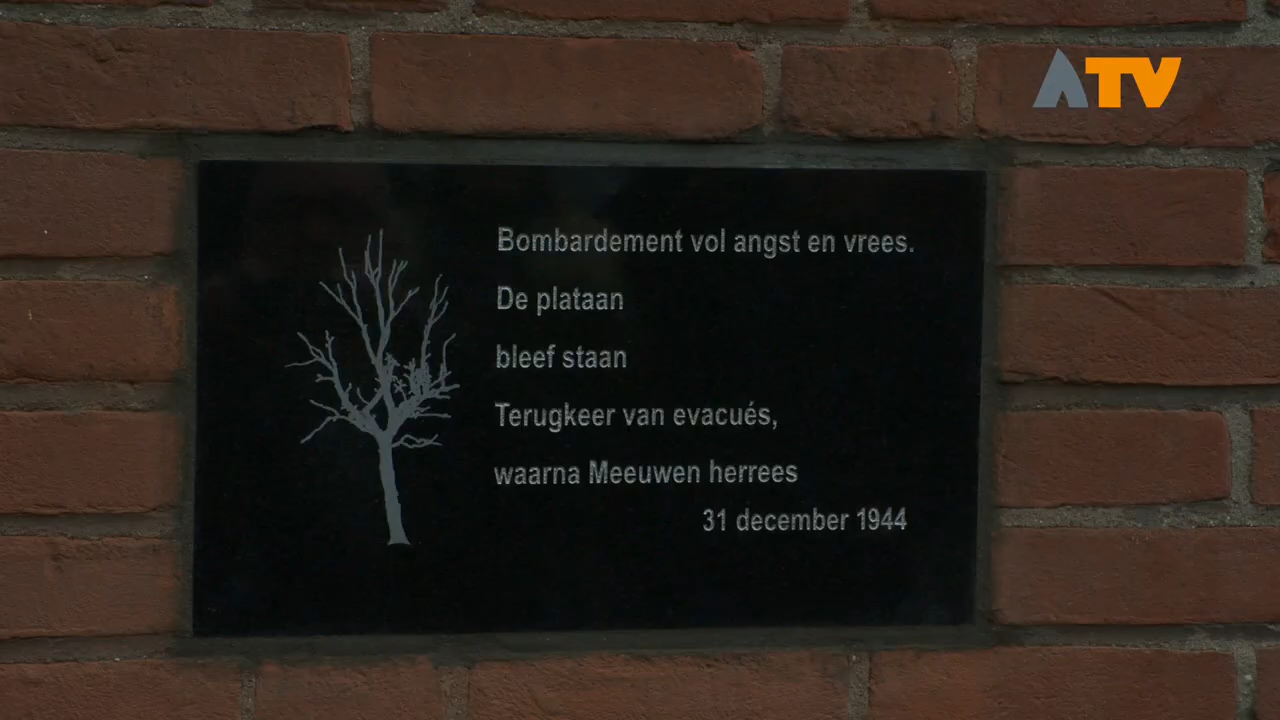 ATV
Bombardement vol angst en vrees.
De plataan
bleef staan
Terugkeer van evacués,
waarna Meeuwen herrees
31 december 1944